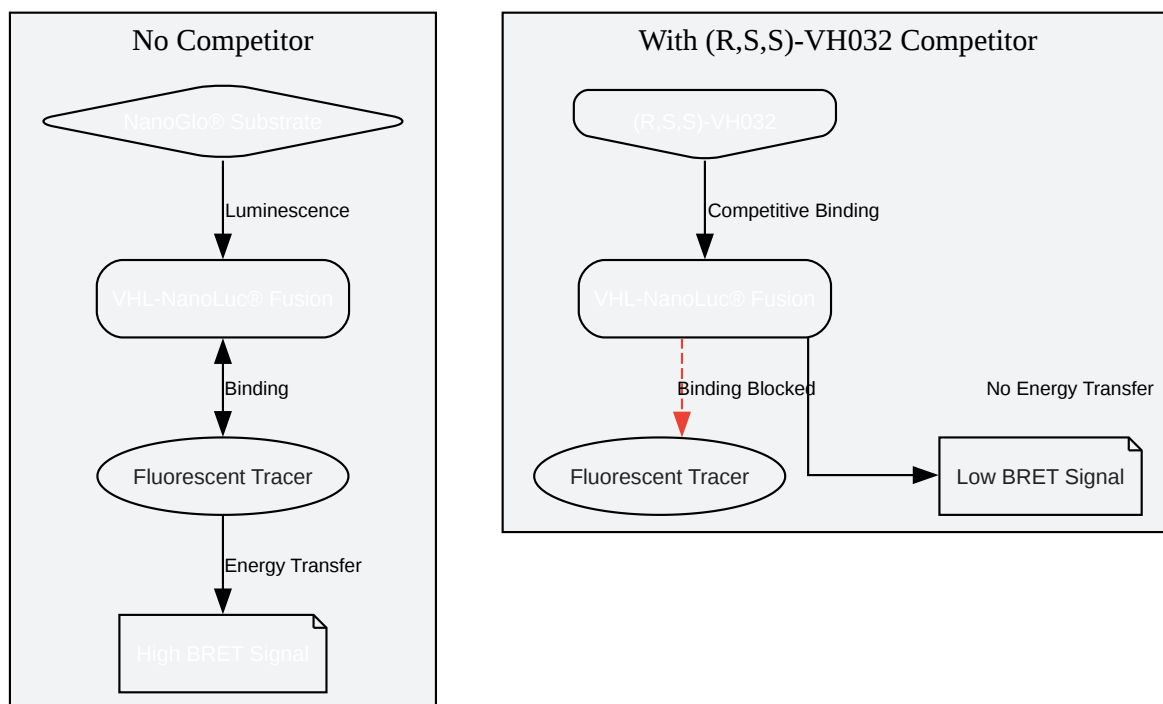 No Competitor
NanoGlo® Substrate
Luminescence
VHL-NanoLuc® Fusion
Binding
Fluorescent Tracer
Energy Transfer
High BRET Signal
With (R,S,S)-VH032 Competitor
(R,S,S)-VH032
Competitive Binding
VHL-NanoLuc® Fusion
Binding Blocked
No Energy Transfer
Fluorescent Tracer
Low BRET Signal